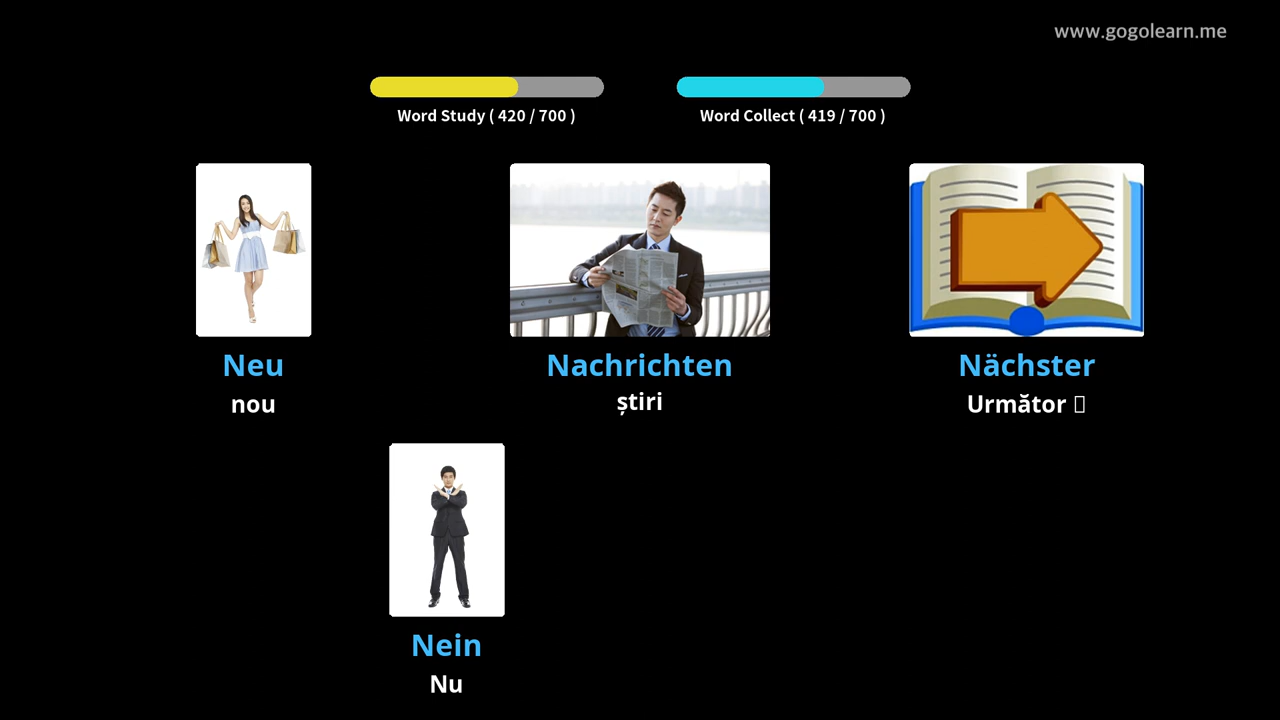 www.gogolearn.me
Word Study ( 420 / 700 )
Word Collect ( 419 / 700 )
Neu
nou
Nachrichten
știri
Nächster
Următor
Nein
Nu